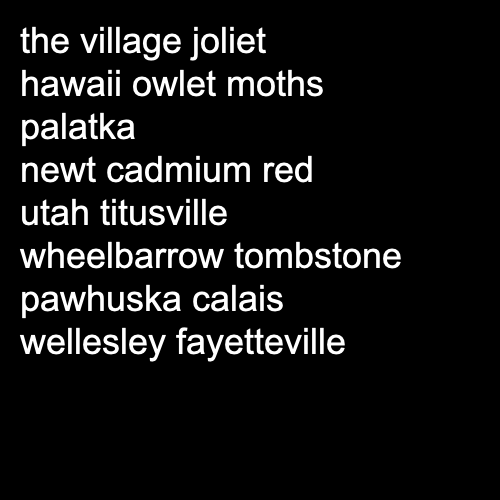 the village joliet
hawaii owlet moths
palatka
newt cadmium red
utah titusville
wheelbarrow tombstone
pawhuska calais
wellesley fayetteville